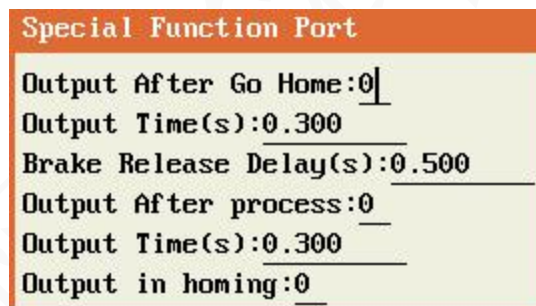 Special Function Port
Output After Go Home:0
Output Time(s):0.300
Brake Release Delay(s):0.500
Output After process:0
Output Time(s):0.300
Output in homing:0